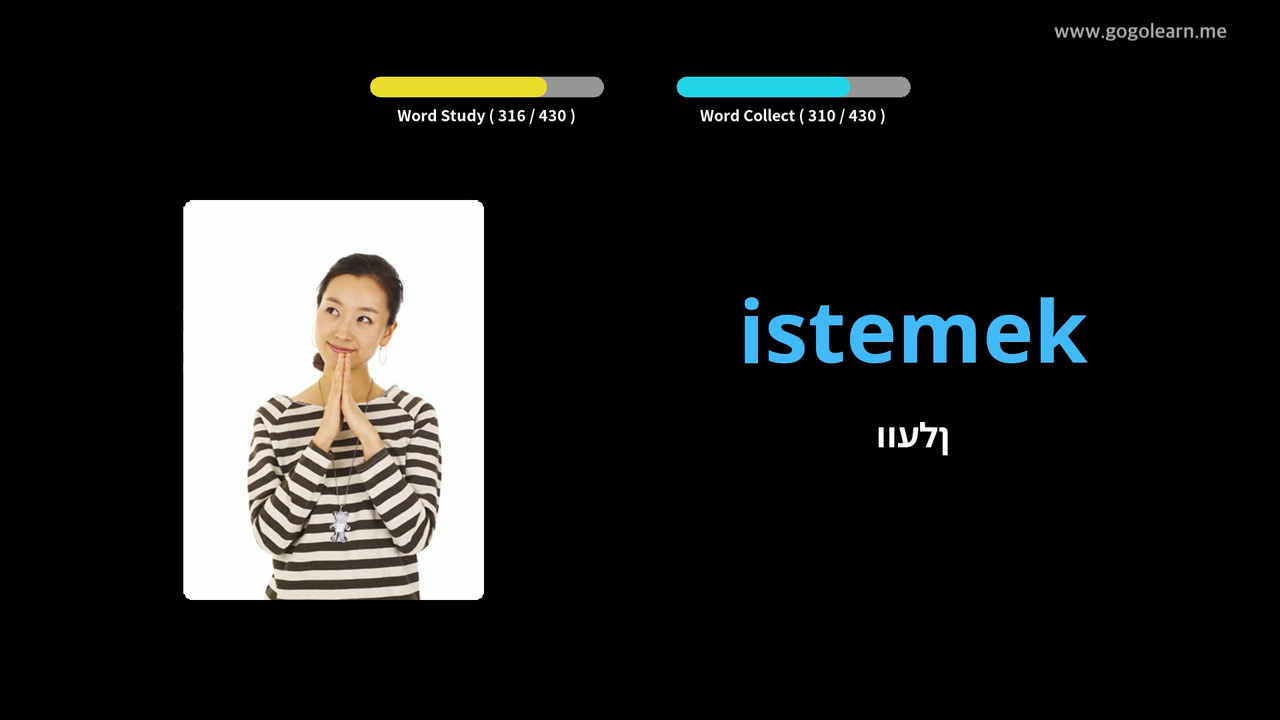 www.gogolearn.me
Word Study ( 316 / 430 )
Word Collect ( 310 / 430 )
istemek
ןלעוו